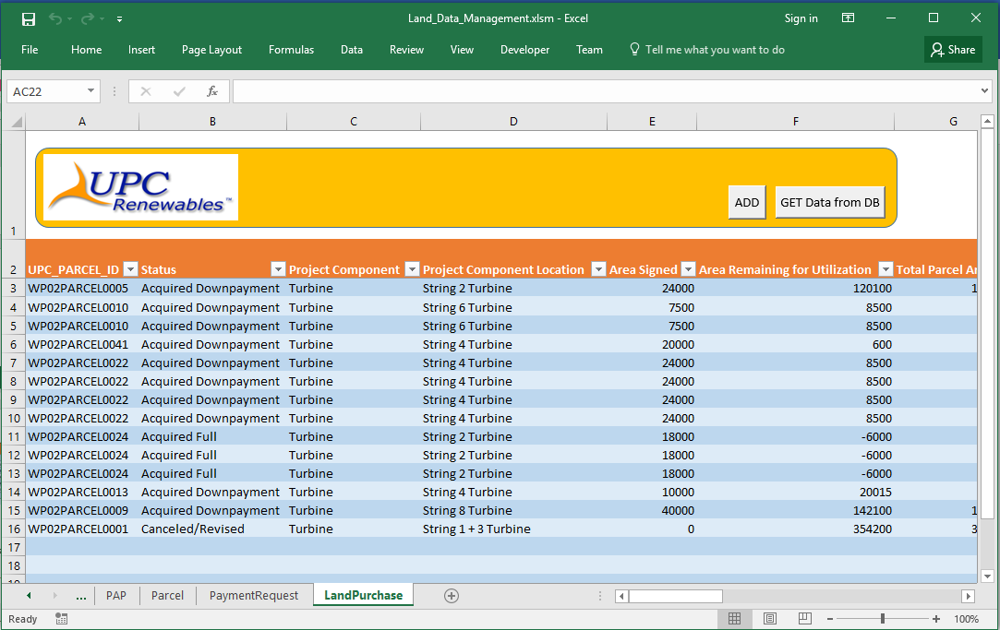 Land_Data_Management.xlsm - Excel Sign in
File Home Insert Page Layout Formulas Data Review View Developer Team Tell me what you want to do Share
AC22 fx
A B C D E F G
UPC Renewables™
ADD GET Data from DB
1
2 UPC_PARCEL_ID Status Project Component Project Component Location Area Signed Area Remaining for Utilization Total Parcel Ar
3 WP02PARCEL0005 Acquired Downpayment Turbine String 2 Turbine 24000 120100 1
4 WP02PARCEL0010 Acquired Downpayment Turbine String 6 Turbine 7500 8500
5 WP02PARCEL0010 Acquired Downpayment Turbine String 6 Turbine 7500 8500
6 WP02PARCEL0041 Acquired Downpayment Turbine String 4 Turbine 20000 600
7 WP02PARCEL0022 Acquired Downpayment Turbine String 4 Turbine 24000 8500
8 WP02PARCEL0022 Acquired Downpayment Turbine String 4 Turbine 24000 8500
9 WP02PARCEL0022 Acquired Downpayment Turbine String 4 Turbine 24000 8500
10 WP02PARCEL0022 Acquired Downpayment Turbine String 4 Turbine 24000 8500
11 WP02PARCEL0024 Acquired Full Turbine String 2 Turbine 18000 -6000
12 WP02PARCEL0024 Acquired Full Turbine String 2 Turbine 18000 -6000
13 WP02PARCEL0024 Acquired Full Turbine String 2 Turbine 18000 -6000
14 WP02PARCEL0013 Acquired Downpayment Turbine String 4 Turbine 10000 20015
15 WP02PARCEL0009 Acquired Downpayment Turbine String 8 Turbine 40000 142100 1
16 WP02PARCEL0001 Canceled/Revised Turbine String 1 + 3 Turbine 0 354200 3
17
18
19
... PAP Parcel PaymentRequest LandPurchase
Ready 100%